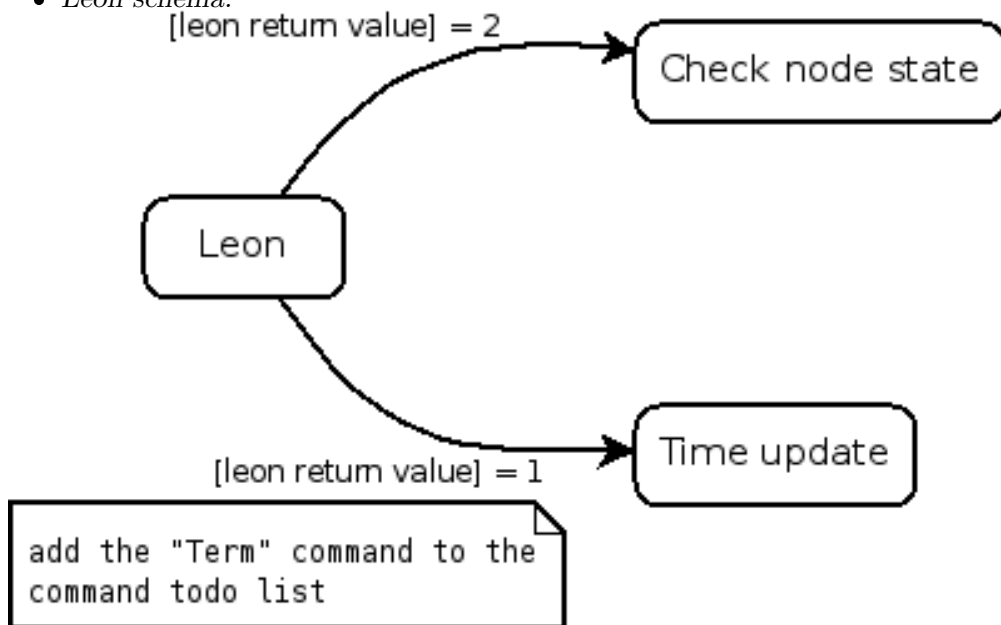 • Leon schema:
[leon return value] = 2
Check node state
Leon
Time update
[leon return value] = 1
add the "Term" command to the
command todo list